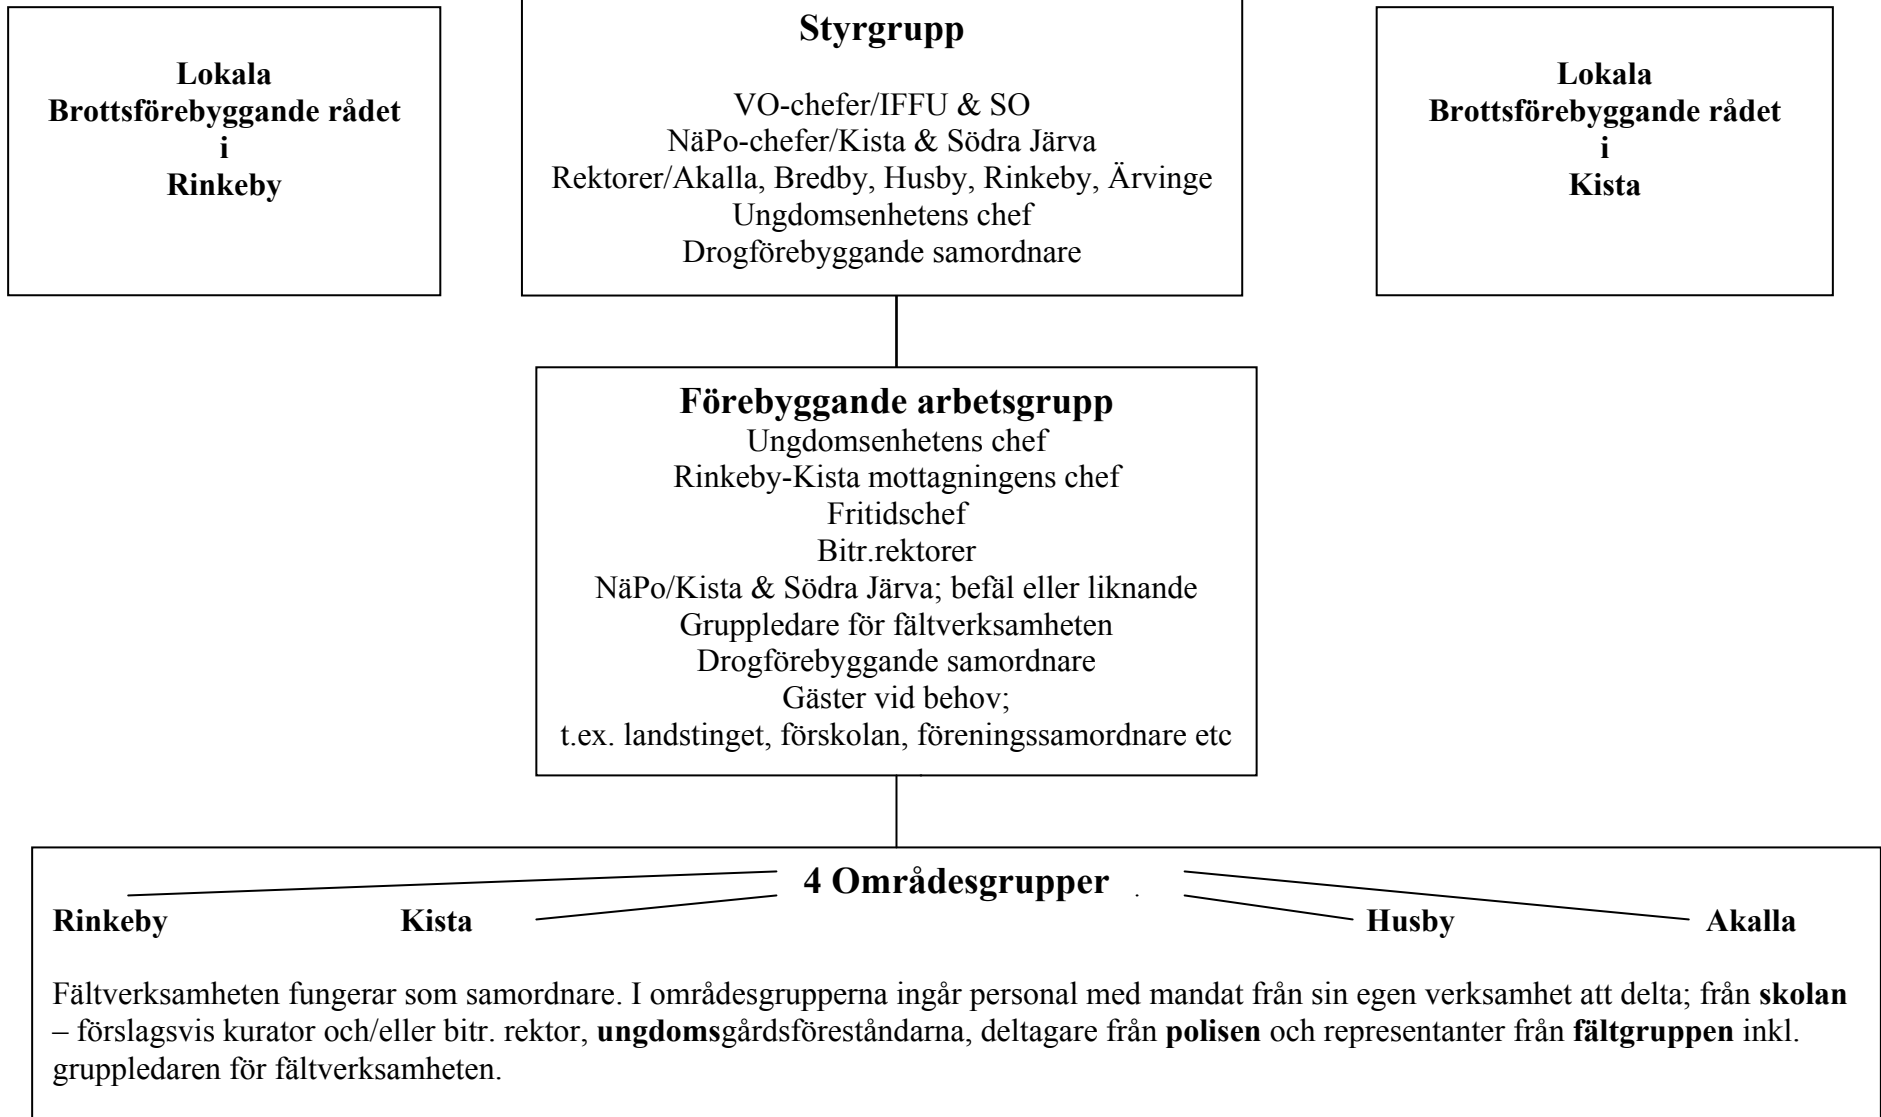 Lokala
Brottsförebyggande rådet
i
Rinkeby
Styrgrupp
VO-chefer/IFFU & SO
NäPo-chefer/Kista & Södra Järva
Rektorer/Akalla, Bredby, Husby, Rinkeby, Ärvinge
Ungdomsenhetens chef
Drogförebyggande samordnare
Lokala
Brottsförebyggande rådet
i
Kista
Förebyggande arbetsgrupp
Ungdomsenhetens chef
Rinkeby-Kista mottagningens chef
Fritidschef
Bitr.rektorer
NäPo/Kista & Södra Järva; befäl eller liknande
Gruppledare för fältverksamheten
Drogförebyggande samordnare
Gäster vid behov;
t.ex. landstinget, förskolan, föreningssamordnare etc
4 Områdesgrupper .
Rinkeby Kista Husby Akalla
Fältverksamheten fungerar som samordnare. I områdesgrupperna ingår personal med mandat från sin egen verksamhet att delta; från skolan
– förslagsvis kurator och/eller bitr. rektor, ungdomsgårdsföreståndarna, deltagare från polisen och representanter från fältgruppen inkl.
gruppledaren för fältverksamheten.